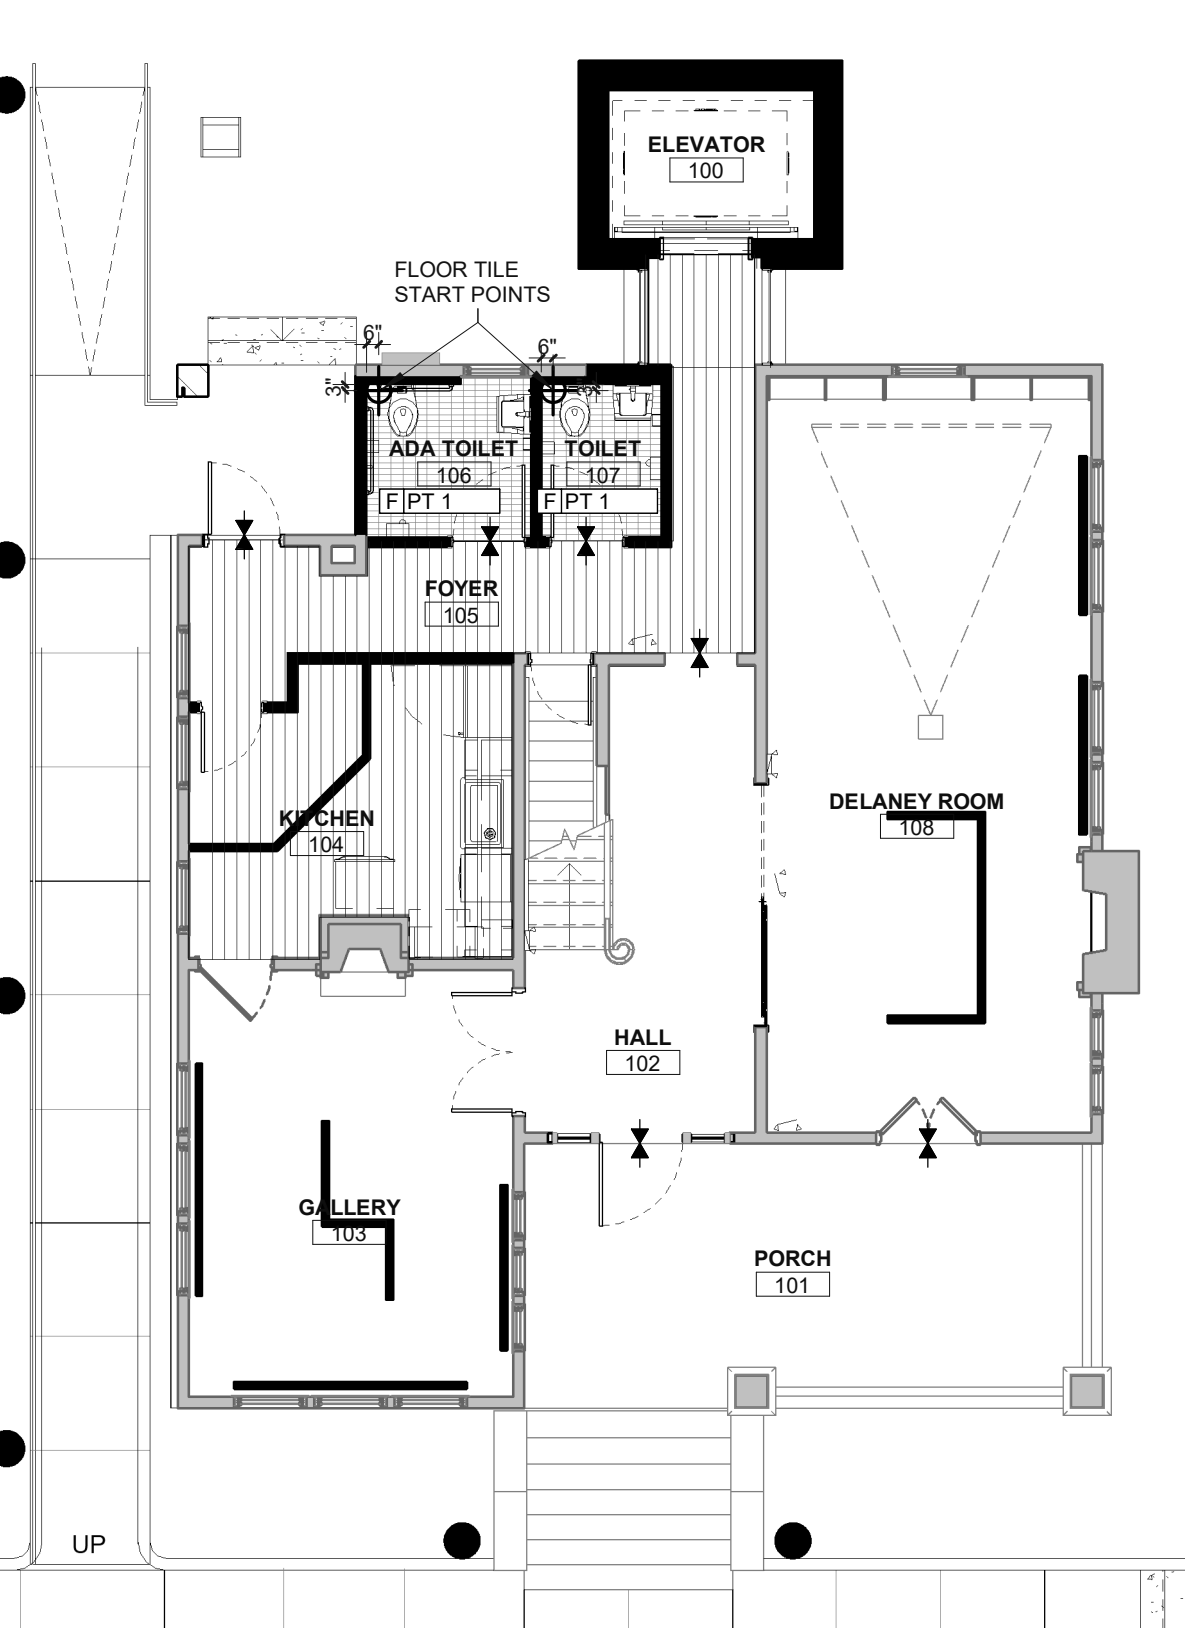 ELEVATOR
100
FLOOR TILE
START POINTS
6"
6"
3"
3"
ADA TOILET
106
F PT 1
TOILET
107
F PT 1
FOYER
105
DELANEY ROOM
108
KITCHEN
104
HALL
102
GALLERY
103
PORCH
101
UP